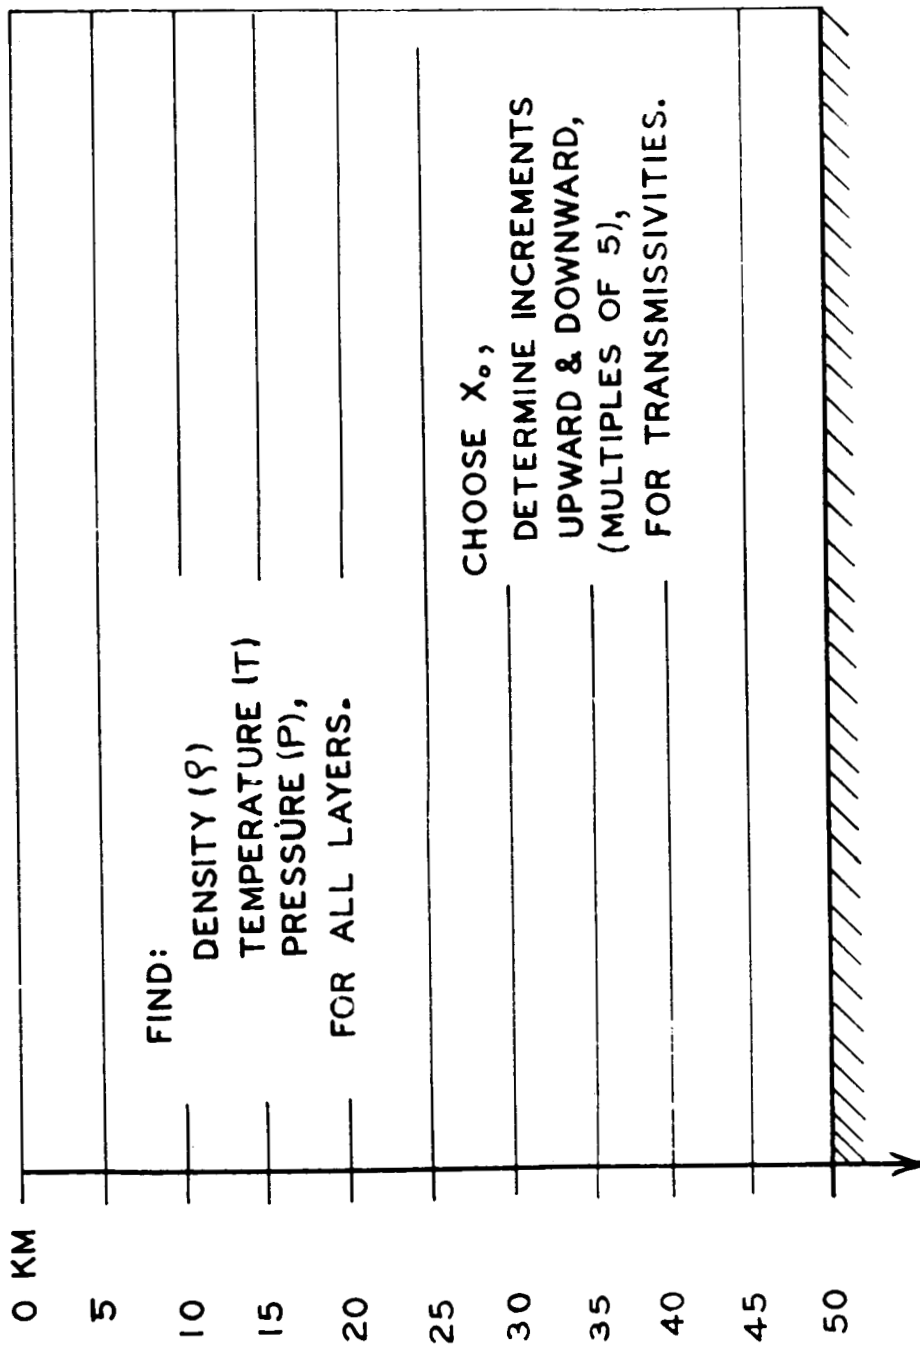 0 KM
5
10
15
20
25
30
35
40
45
50
FIND:
DENSITY (ρ)
TEMPERATURE (T)
PRESSURE (P),
FOR ALL LAYERS.
CHOOSE X₀,
DETERMINE INCREMENTS
UPWARD & DOWNWARD,
(MULTIPLES OF 5),
FOR TRANSMISSIVITIES.